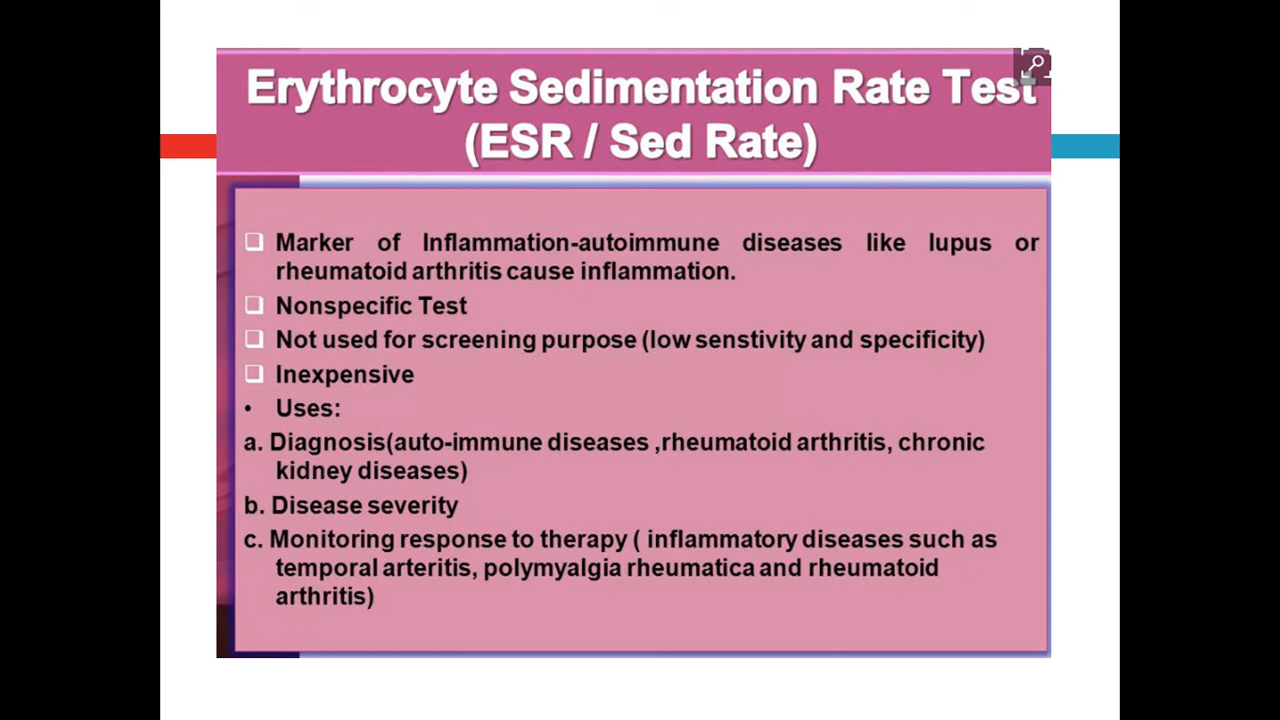 Erythrocyte Sedimentation Rate Test
(ESR / Sed Rate)
❑ Marker of Inflammation-autoimmune diseases like lupus or
rheumatoid arthritis cause inflammation.
❑ Nonspecific Test
❑ Not used for screening purpose (low senstivity and specificity)
❑ Inexpensive
• Uses:
a. Diagnosis(auto-immune diseases ,rheumatoid arthritis, chronic
kidney diseases)
b. Disease severity
c. Monitoring response to therapy ( inflammatory diseases such as
temporal arteritis, polymyalgia rheumatica and rheumatoid
arthritis)